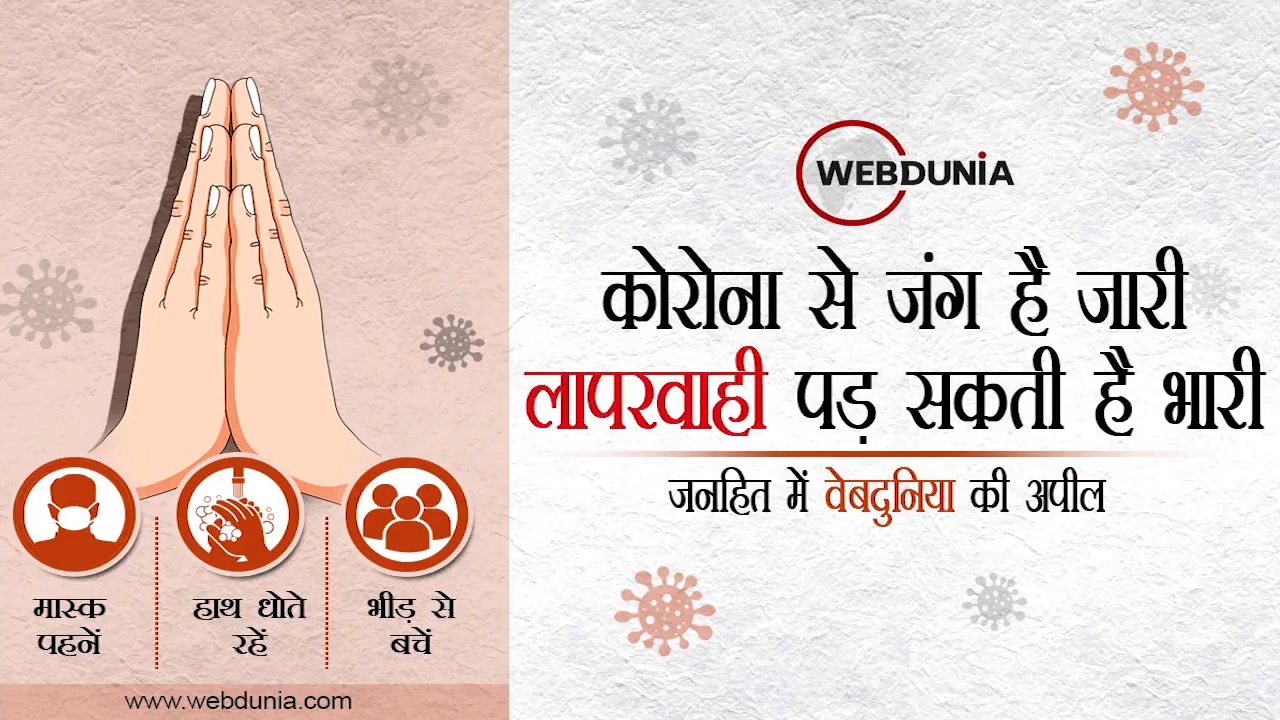 WEBDUNIA
कोरोना से जंग है जारी
लापरवाही पड़ सकती है भारी
जनहित में वेबदुनिया की अपील
मास्क
पहनें
हाथ धोते
रहें
भीड़ से
बचें
www.webdunia.com